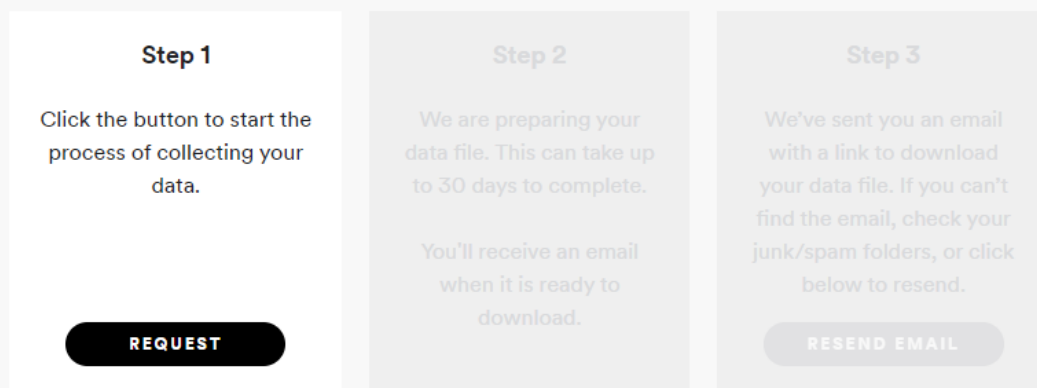 Step 1
Click the button to start the
process of collecting your
data.
REQUEST
Step 2
We are preparing your
data file. This can take up
to 30 days to complete.
You'll receive an email
when it is ready to
download.
Step 3
We've sent you an email
with a link to download
your data file. If you can't
find the email, check your
junk/spam folders, or click
below to resend.
RESEND EMAIL